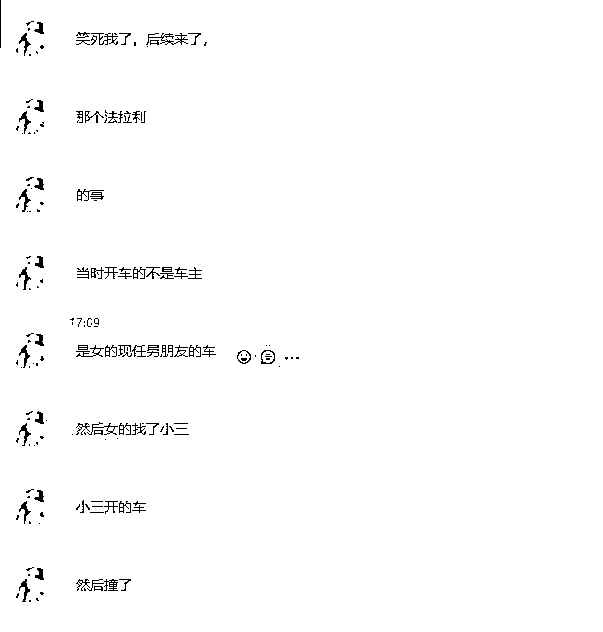 笑死我了，后续来了，
那个法拉利
的事
当时开车的不是车主
17:09
是女的现任男朋友的车
然后女的找了小三
小三开的车
然后撞了